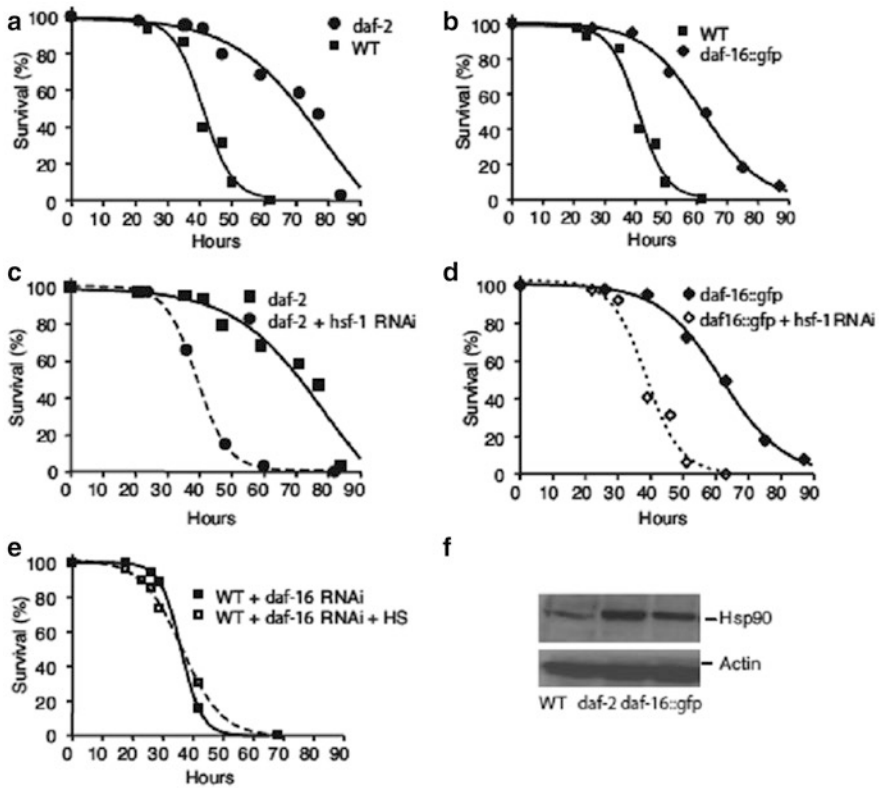 a
daf-2
WT
Survival (%)
100
80
60
40
20
0
0 10 20 30 40 50 60 70 80 90
Hours
b
WT
daf-16::gfp
Survival (%)
100
80
60
40
20
0
0 10 20 30 40 50 60 70 80 90
Hours
c
daf-2
daf-2 + hsf-1 RNAi
Survival (%)
100
80
60
40
20
0
0 10 20 30 40 50 60 70 80 90
Hours
d
daf-16::gfp
daf16::gfp + hsf-1RNAi
Survival (%)
100
80
60
40
20
0
0 10 20 30 40 50 60 70 80 90
Hours
e
WT + daf-16 RNAi
WT + daf-16 RNAi + HS
Survival (%)
100
80
60
40
20
0
0 10 20 30 40 50 60 70 80 90
Hours
f
Hsp90
Actin
WT daf-2 daf-16::gfp